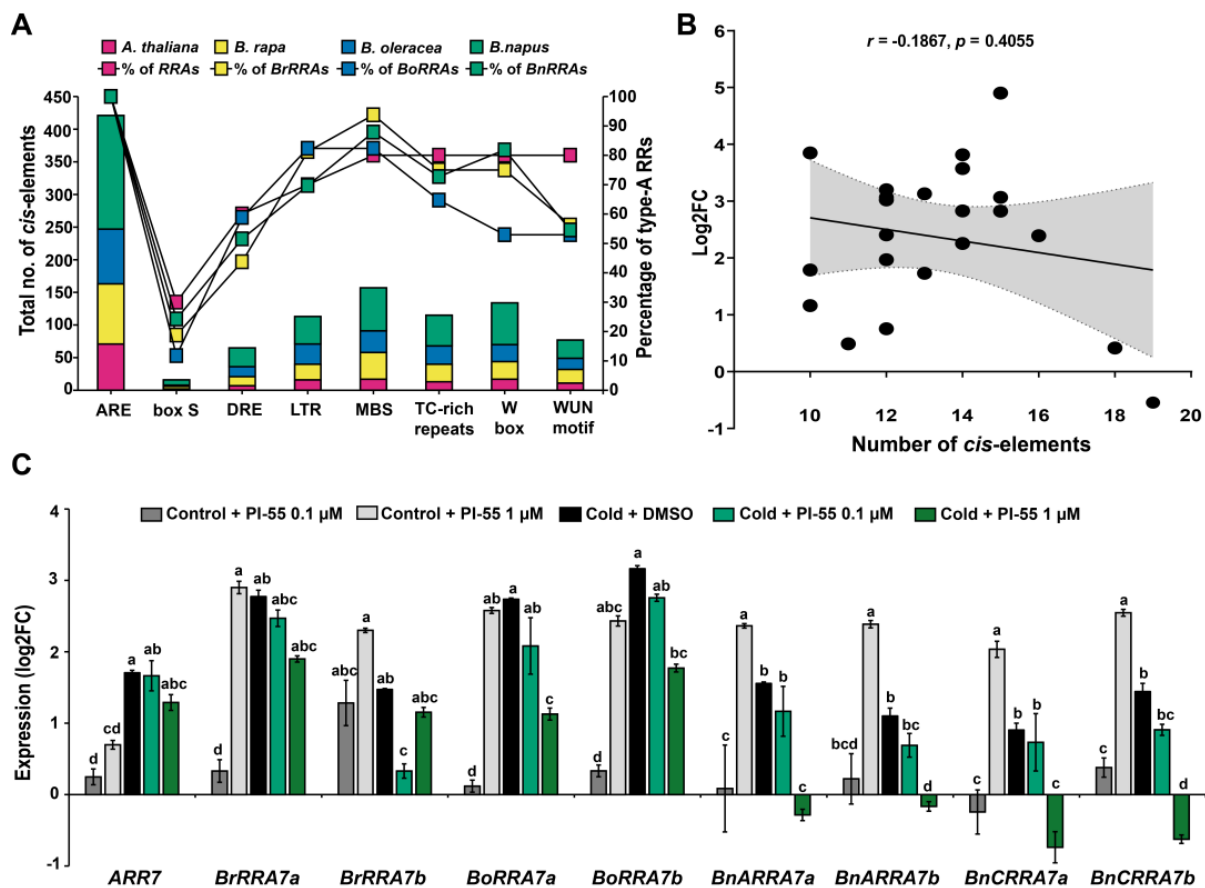 A
A. thaliana B. rapa B. oleracea B.napus
% of RRAs % of BrRRAs % of BoRRAs % of BnRRAs
Total no. of cis-elements
450
400
350
300
250
200
150
100
50
0
100
90
80
70
60
50
40
30
20
10
0
Percentage of type-A RRs
ARE box S DRE LTR MBS TC-rich repeats W box WUN motif
B
r = -0.1867, p = 0.4055
Log2FC
6
5
4
3
2
1
0
-1
10 12 14 16 18 20
Number of cis-elements
C
Control + PI-55 0.1 µM Control + PI-55 1 µM Cold + DMSO Cold + PI-55 0.1 µM Cold + PI-55 1 µM
Expression (log2FC)
4
3
2
1
0
-1
d cd a ab abc
d a ab abc abc
abc a ab c abc
d ab a ab c
d abc a ab bc
d a b b c
bcd a b bc d
c a b b c
c a b bc d
ARR7 BrRRA7a BrRRA7b BoRRA7a BoRRA7b BnARRA7a BnARRA7b BnCRRA7a BnCRRA7b